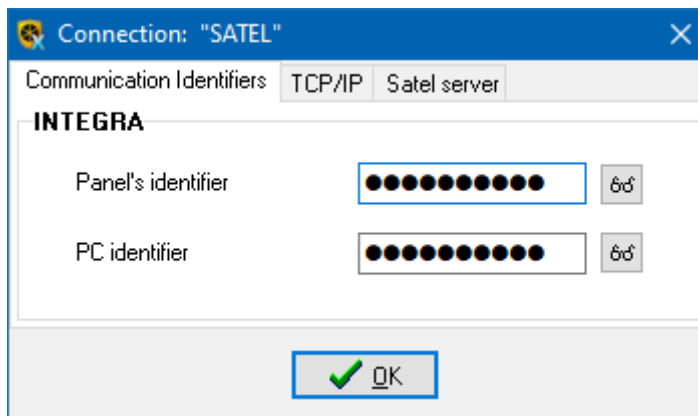 Connection: "SATEL"
Communication Identifiers TCP/IP Satel server
INTEGRA
Panel's identifier ●●●●●●●●●●
PC identifier ●●●●●●●●●●
OK